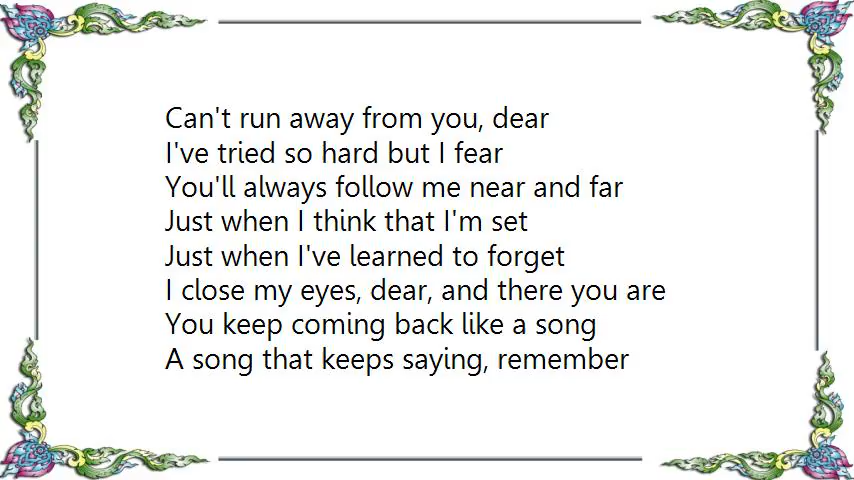 Can't run away from you, dear
I've tried so hard but I fear
You'll always follow me near and far
Just when I think that I'm set
Just when I've learned to forget
I close my eyes, dear, and there you are
You keep coming back like a song
A song that keeps saying, remember